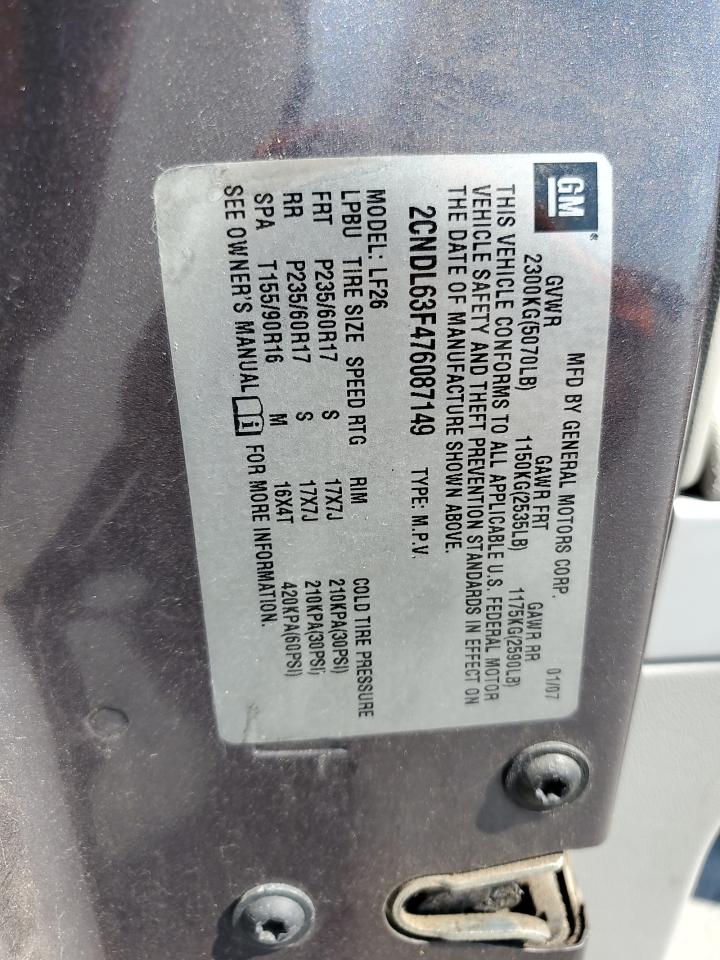 GM®
MFD BY GENERAL MOTORS CORP. 01/07
GVWR GAWR FRT GAWR RR
2300KG(5070LB) 1150KG(2535LB) 1175KG(2590LB)
THIS VEHICLE CONFORMS TO ALL APPLICABLE U.S. FEDERAL MOTOR
VEHICLE SAFETY AND THEFT PREVENTION STANDARDS IN EFFECT ON
THE DATE OF MANUFACTURE SHOWN ABOVE.
2CNDL63F476087149 TYPE: M.P.V.
MODEL: LF26
LPBU TIRE SIZE SPEED RTG RIM COLD TIRE PRESSURE
FRT P235/60R17 S 17X7J 210KPA(30PSI)
RR P235/60R17 S 17X7J 210KPA(30PSI)
SPA T155/90R16 M 16X4T 420KPA(60PSI)
SEE OWNER'S MANUAL FOR MORE INFORMATION.